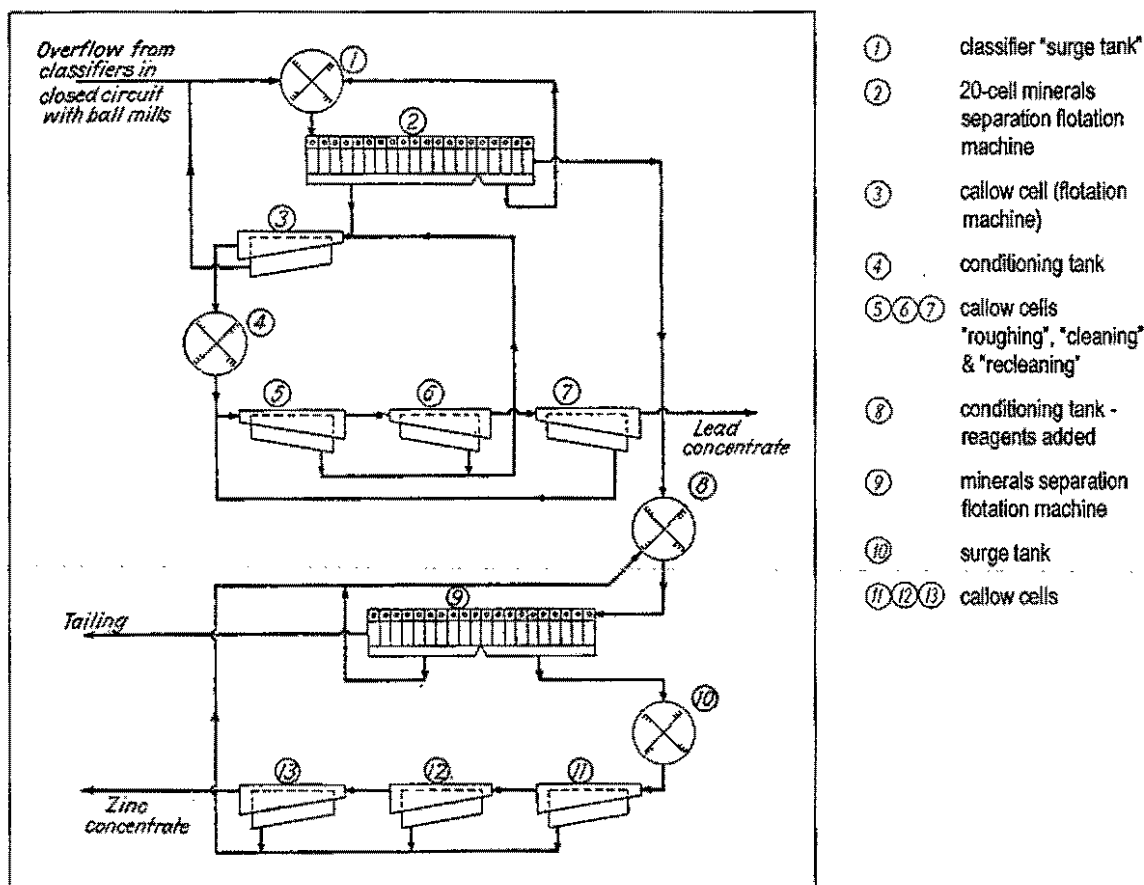 Overflow from
classifiers in
closed circuit
with ball mills
①
②
③
④
⑤
⑥
⑦
Lead
concentrate
⑧
⑨
Tailing
⑩
⑬
⑫
⑪
Zinc
concentrate
① classifier "surge tank"
② 20-cell minerals
separation flotation
machine
③ callow cell (flotation
machine)
④ conditioning tank
⑤⑥⑦ callow cells
"roughing", "cleaning"
& "recleaning"
⑧ conditioning tank -
reagents added
⑨ minerals separation
flotation machine
⑩ surge tank
⑪⑫⑬ callow cells